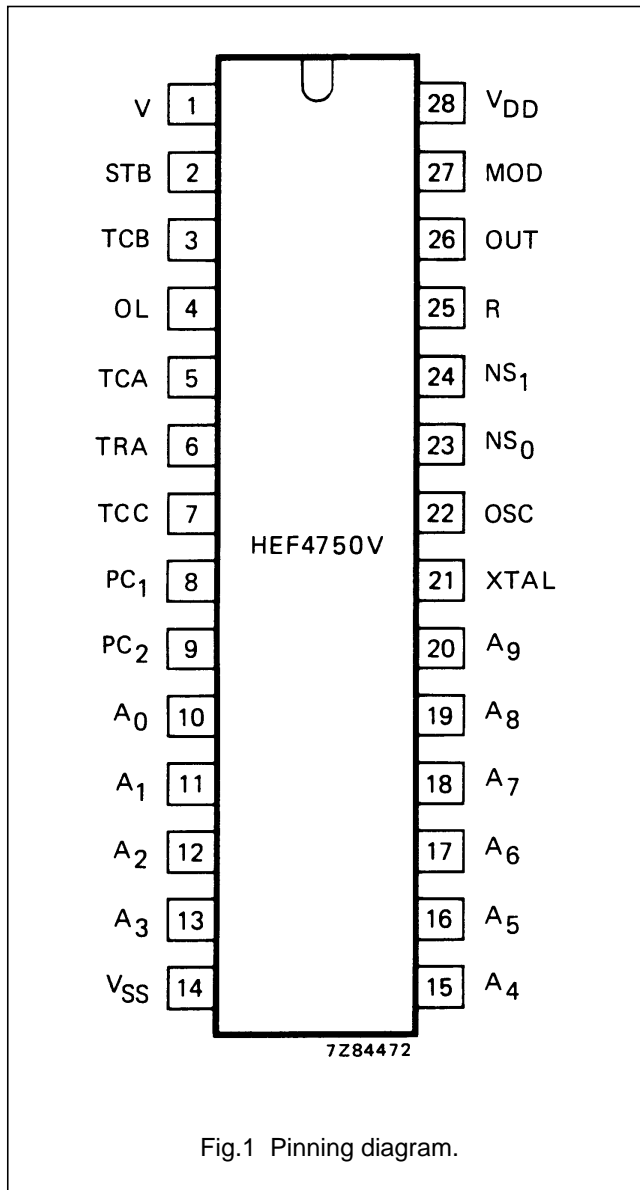 V 1 28 VDD
STB 2 27 MOD
TCB 3 26 OUT
OL 4 25 R
TCA 5 24 NS1
TRA 6 23 NS0
TCC 7 22 OSC
HEF4750V
PC1 8 21 XTAL
PC2 9 20 A9
A0 10 19 A8
A1 11 18 A7
A2 12 17 A6
A3 13 16 A5
VSS 14 15 A4
7Z84472
Fig.1 Pinning diagram.